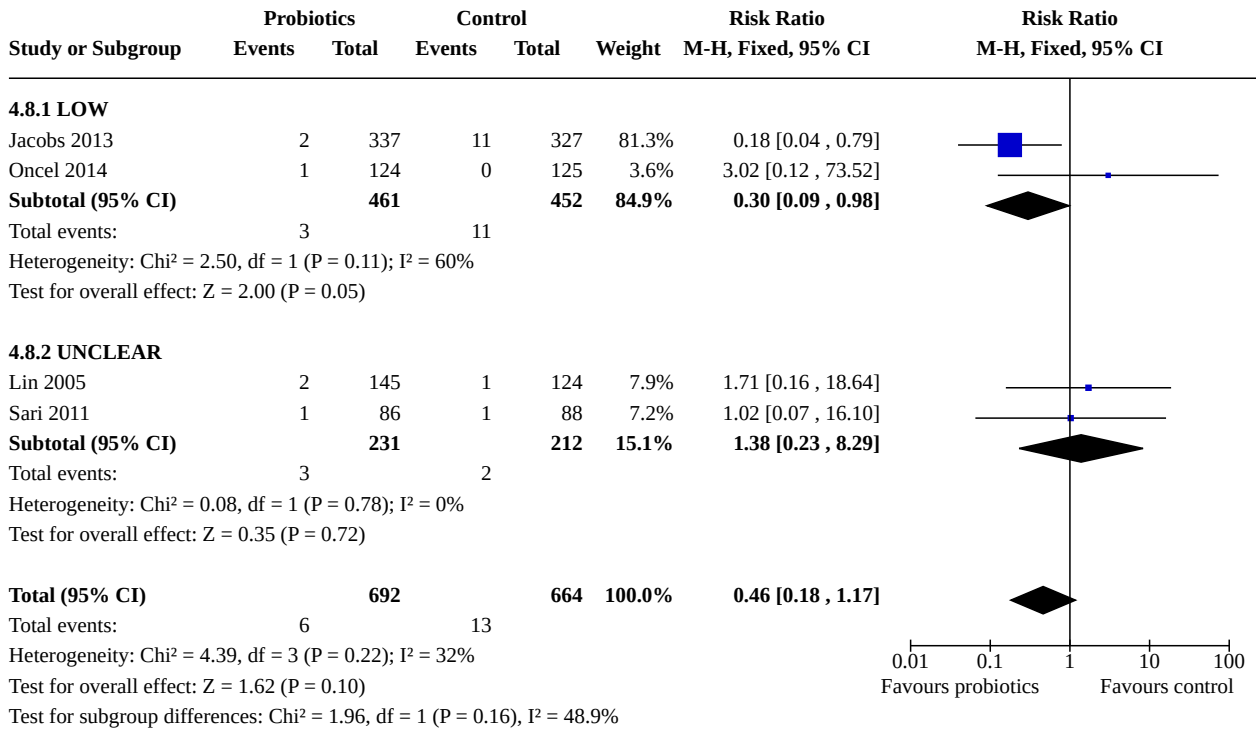 Probiotics Control Risk Ratio Risk Ratio
Study or Subgroup Events Total Events Total Weight M-H, Fixed, 95% CI M-H, Fixed, 95% CI
4.8.1 LOW
Jacobs 2013 2 337 11 327 81.3% 0.18 [0.04 , 0.79]
Oncel 2014 1 124 0 125 3.6% 3.02 [0.12 , 73.52]
Subtotal (95% CI) 461 452 84.9% 0.30 [0.09 , 0.98]
Total events: 3 11
Heterogeneity: Chi² = 2.50, df = 1 (P = 0.11); I² = 60%
Test for overall effect: Z = 2.00 (P = 0.05)
4.8.2 UNCLEAR
Lin 2005 2 145 1 124 7.9% 1.71 [0.16 , 18.64]
Sari 2011 1 86 1 88 7.2% 1.02 [0.07 , 16.10]
Subtotal (95% CI) 231 212 15.1% 1.38 [0.23 , 8.29]
Total events: 3 2
Heterogeneity: Chi² = 0.08, df = 1 (P = 0.78); I² = 0%
Test for overall effect: Z = 0.35 (P = 0.72)
Total (95% CI) 692 664 100.0% 0.46 [0.18 , 1.17]
Total events: 6 13
Heterogeneity: Chi² = 4.39, df = 3 (P = 0.22); I² = 32%
Test for overall effect: Z = 1.62 (P = 0.10)
Test for subgroup differences: Chi² = 1.96, df = 1 (P = 0.16), I² = 48.9%
0.01 0.1 1 10 100
Favours probiotics Favours control